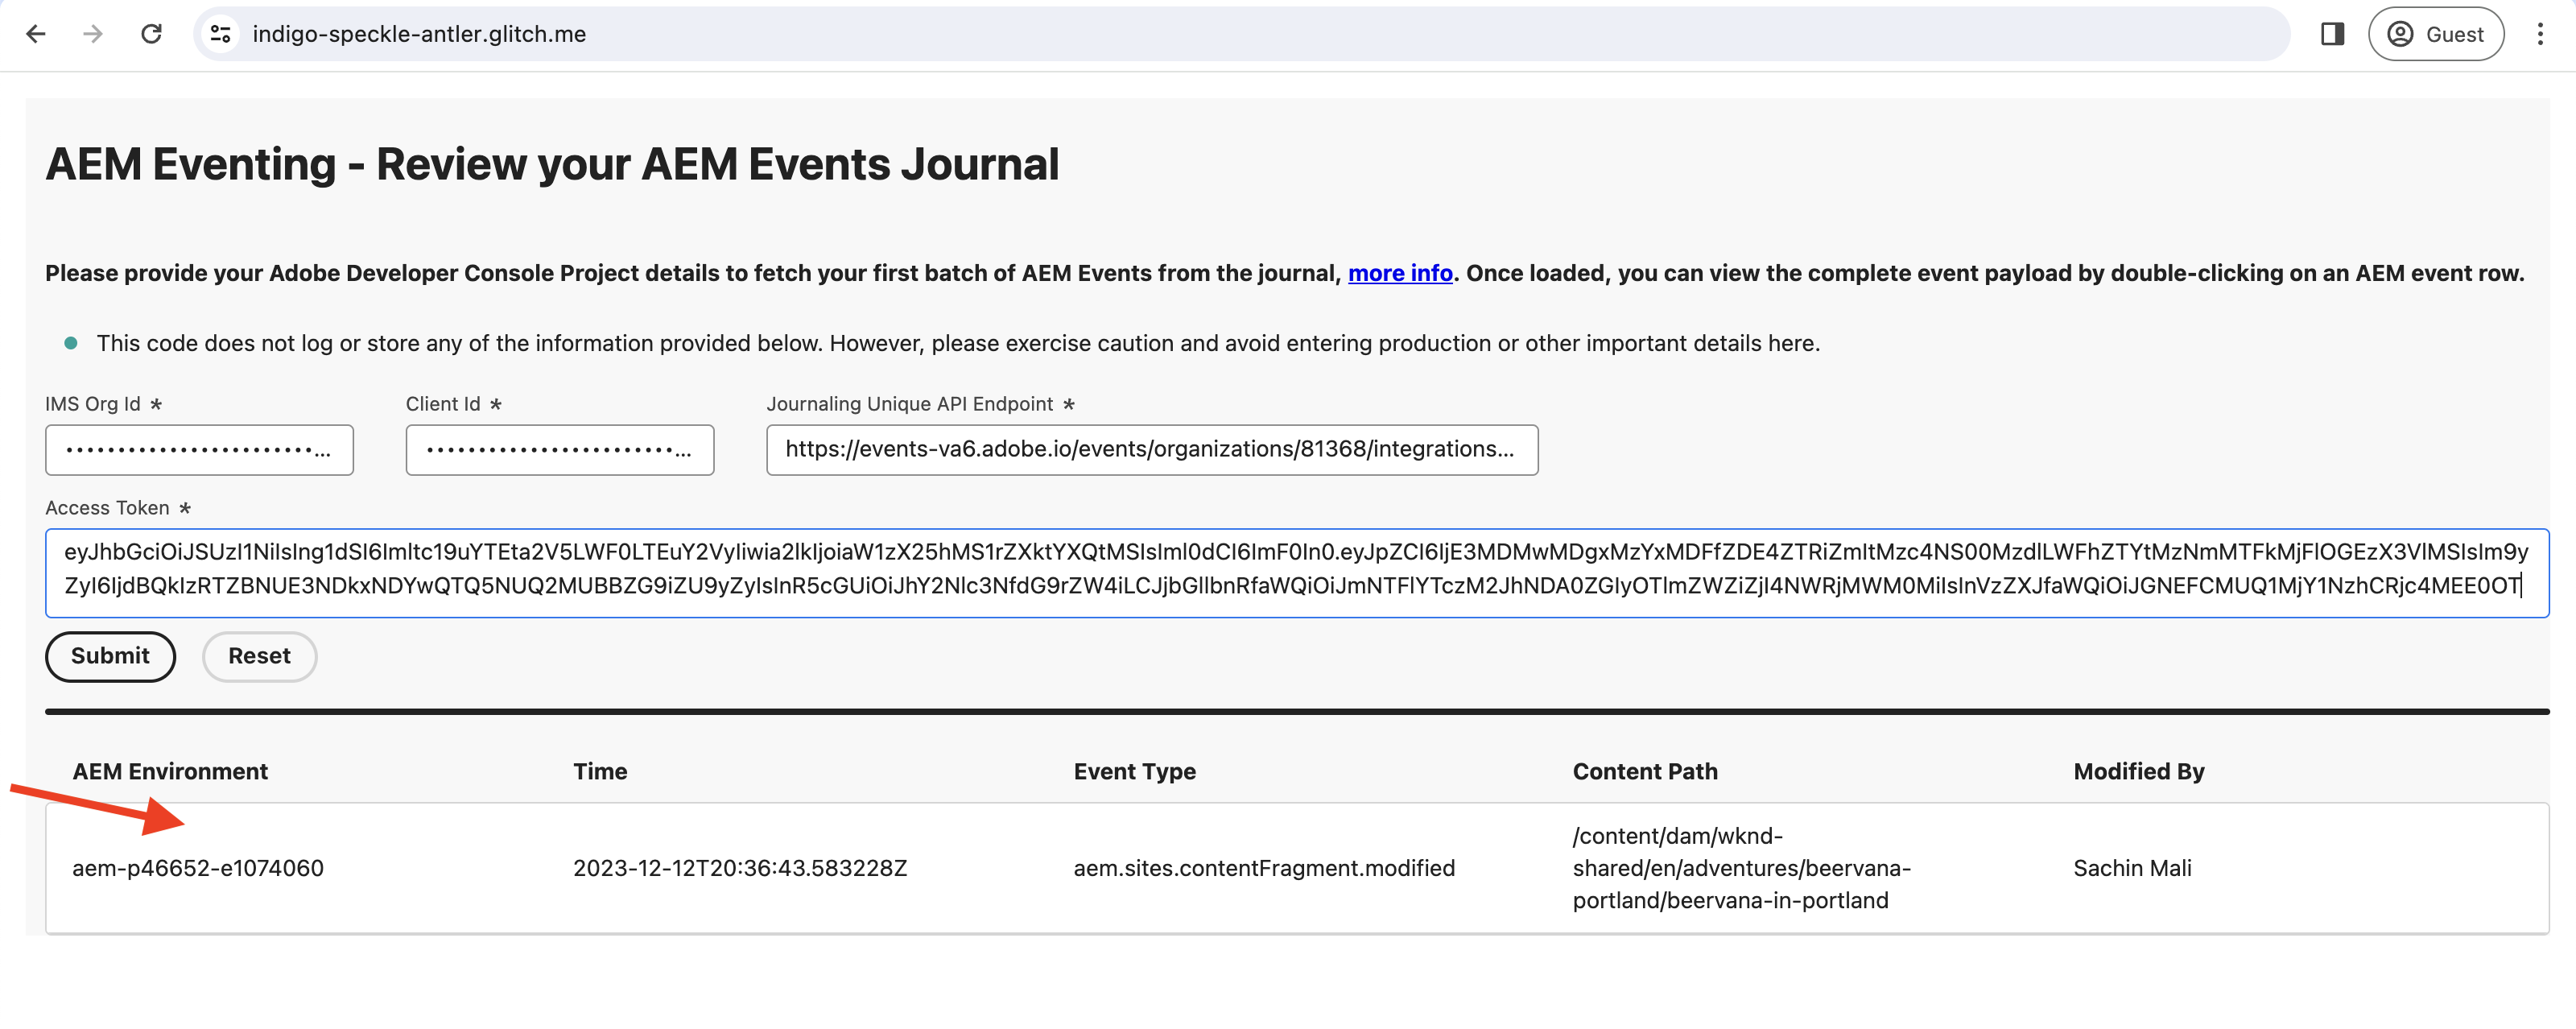 indigo-speckle-antler.glitch.me
Guest
AEM Eventing - Review your AEM Events Journal
Please provide your Adobe Developer Console Project details to fetch your first batch of AEM Events from the journal, more info. Once loaded, you can view the complete event payload by double-clicking on an AEM event row.
This code does not log or store any of the information provided below. However, please exercise caution and avoid entering production or other important details here.
IMS Org Id * Client Id * Journaling Unique API Endpoint *
https://events-va6.adobe.io/events/organizations/81368/integrations...
Access Token *
Submit Reset
AEM Environment Time Event Type Content Path Modified By
/content/dam/wknd-
aem-p46652-e1074060 2023-12-12T20:36:43.583228Z aem.sites.contentFragment.modified shared/en/adventures/beervana- Sachin Mali
portland/beervana-in-portland